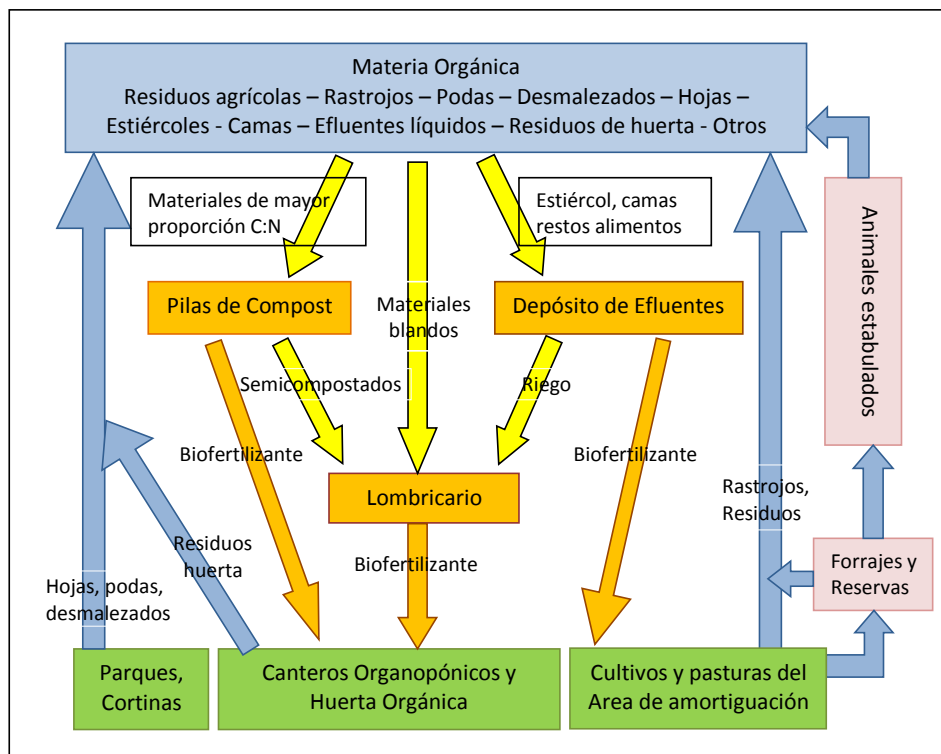 Materia Orgánica
Residuos agrícolas – Rastrojos – Podas – Desmalezados – Hojas –
Estiércoles - Camas – Efluentes líquidos – Residuos de huerta - Otros
Materiales de mayor
proporción C:N
Estiércol, camas
restos alimentos
Animales estabulados
Pilas de Compost
Materiales
blandos
Depósito de Efluentes
Semicompostados
Riego
Biofertilizante
Biofertilizante
Lombricario
Rastrojos,
Residuos
Residuos
huerta
Biofertilizante
Forrajes y
Reservas
Hojas, podas,
desmalezados
Parques,
Cortinas
Canteros Organopónicos y
Huerta Orgánica
Cultivos y pasturas del
Area de amortiguación